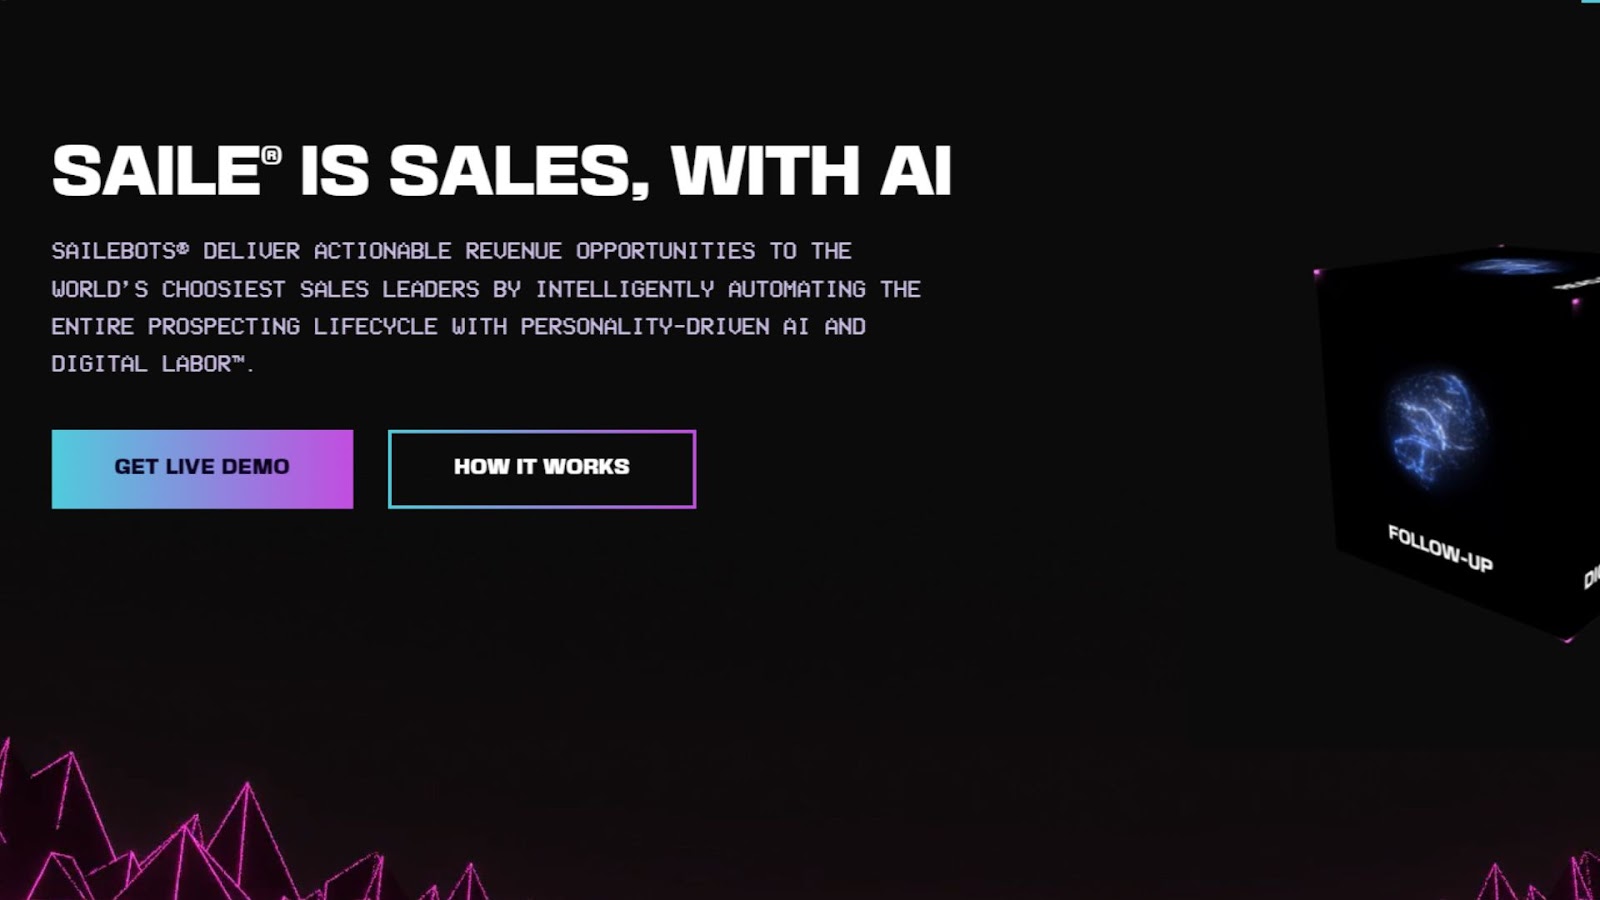 SAILE® IS SALES, WITH AI
SAILEBOTS® DELIVER ACTIONABLE REVENUE OPPORTUNITIES TO THE
WORLD'S CHOOSIEST SALES LEADERS BY INTELLIGENTLY AUTOMATING THE
ENTIRE PROSPECTING LIFECYCLE WITH PERSONALITY-DRIVEN AI AND
DIGITAL LABOR™.
GET LIVE DEMO
HOW IT WORKS
FOLLOW-UP